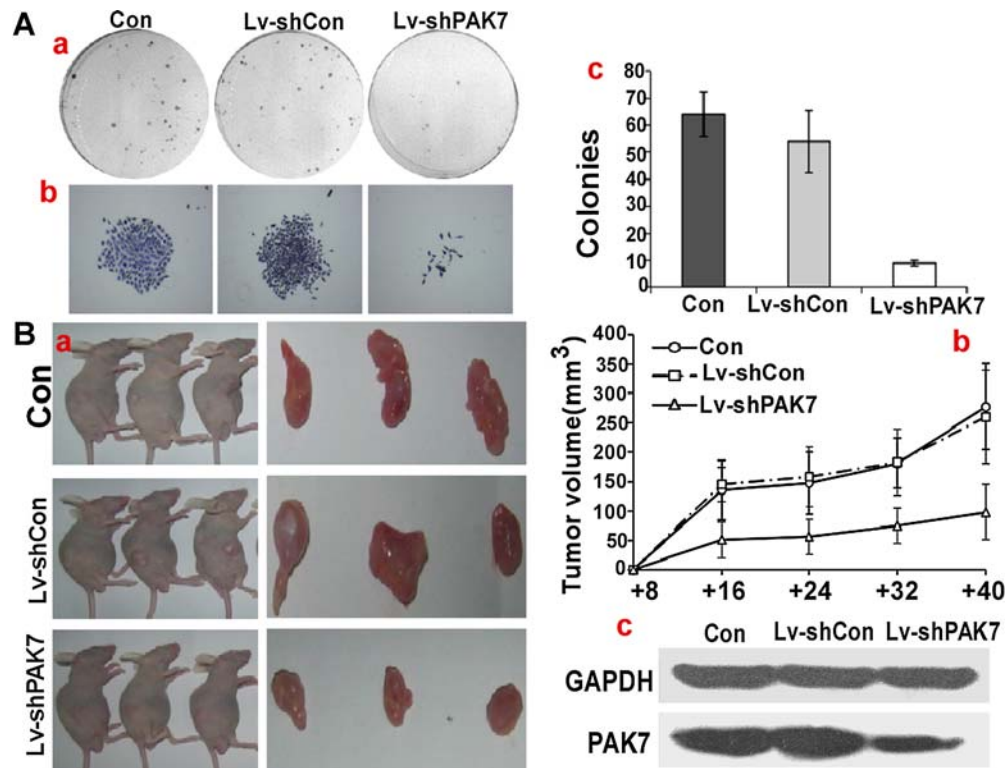 A
a
Con
Lv-shCon
Lv-shPAK7
b
c
Colonies
80
70
60
50
40
30
20
10
0
Con
Lv-shCon
Lv-shPAK7
B
a
Con
Lv-shCon
Lv-shPAK7
b
Tumor volume(mm³)
400
350
300
250
200
150
100
50
0
Con
Lv-shCon
Lv-shPAK7
+8
+16
+24
+32
+40
c
Con
Lv-shCon
Lv-shPAK7
GAPDH
PAK7